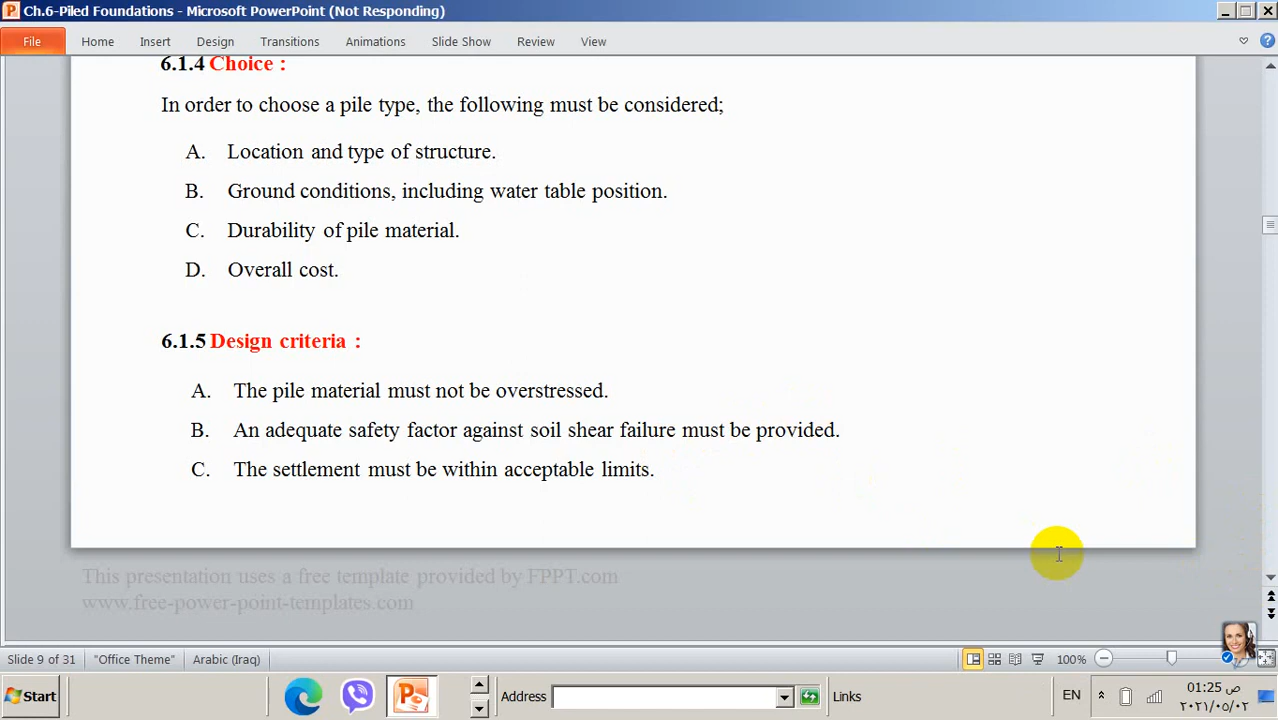 Ch.6-Piled Foundations - Microsoft PowerPoint (Not Responding)
File Home Insert Design Transitions Animations Slide Show Review View
6.1.4 Choice :
In order to choose a pile type, the following must be considered;
A. Location and type of structure.
B. Ground conditions, including water table position.
C. Durability of pile material.
D. Overall cost.
6.1.5 Design criteria :
A. The pile material must not be overstressed.
B. An adequate safety factor against soil shear failure must be provided.
C. The settlement must be within acceptable limits.
This presentation uses a free template provided by FPPT.com
www.free-power-point-templates.com
Slide 9 of 31 "Office Theme" Arabic (Iraq) 100%
Start Address Links EN 01:25 ص
٢٠٢١/٠٥/٠٢